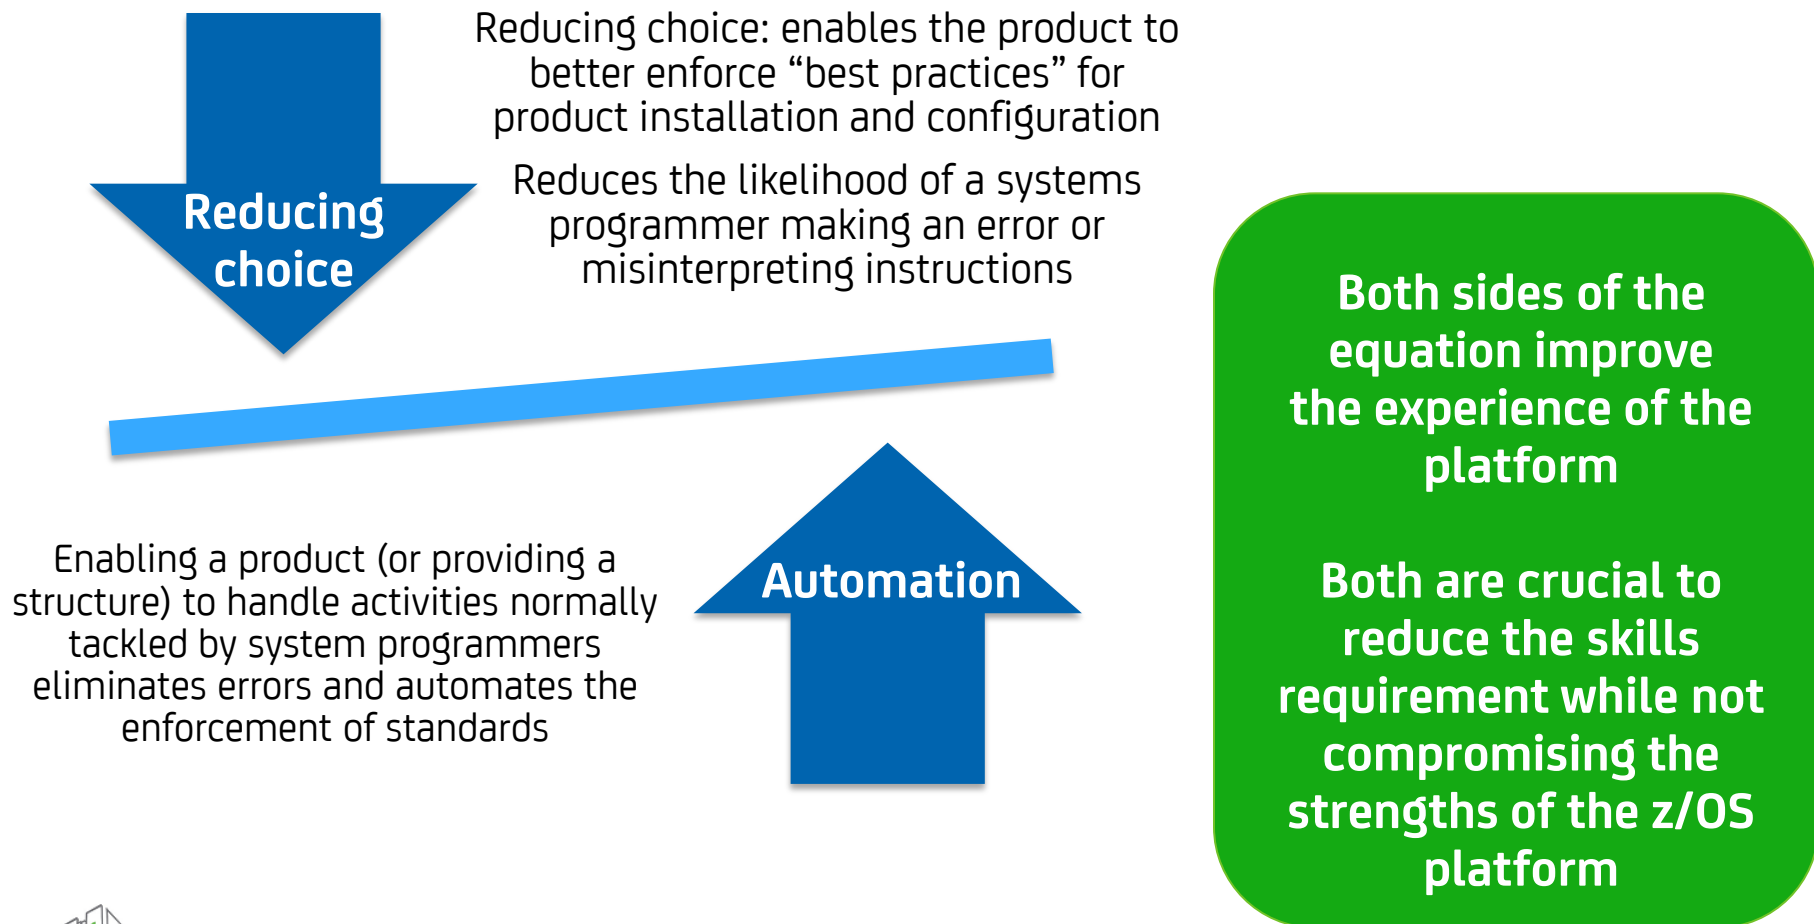 Reducing choice: enables the product to
better enforce “best practices” for
product installation and configuration
Reduces the likelihood of a systems
programmer making an error or
misinterpreting instructions
Reducing
choice
Automation
Enabling a product (or providing a
structure) to handle activities normally
tackled by system programmers
eliminates errors and automates the
enforcement of standards
Both sides of the
equation improve
the experience of the
platform
Both are crucial to
reduce the skills
requirement while not
compromising the
strengths of the z/OS
platform